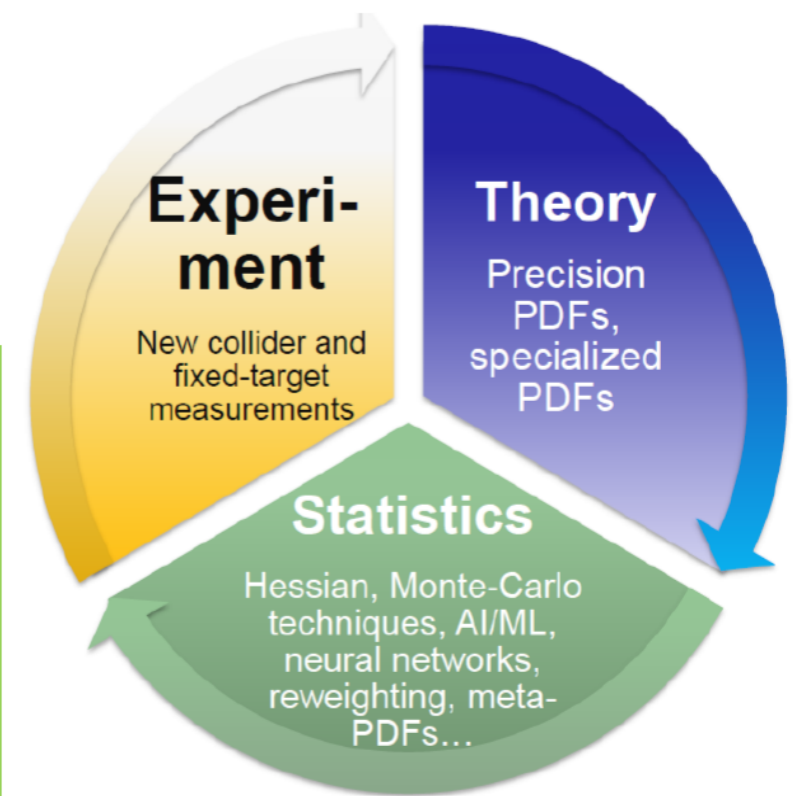 Experi-
ment
New collider and
fixed-target
measurements
Theory
Precision
PDFs,
specialized
PDFs
Statistics
Hessian, Monte-Carlo
techniques, AI/ML,
neural networks,
reweighting, meta-
PDFs...